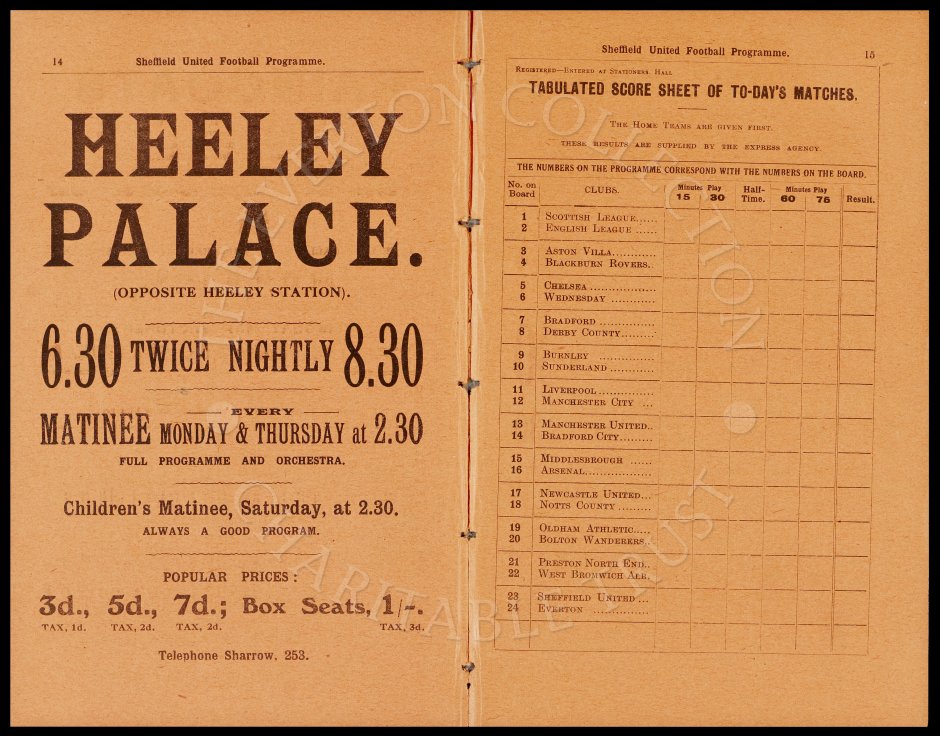 14 Sheffield United Football Programme.
HEELEY
PALACE.
(OPPOSITE HEELEY STATION).
6.30 TWICE NIGHTLY 8.30
EVERY
MATINEE MONDAY & THURSDAY at 2.30
FULL PROGRAMME AND ORCHESTRA.
Children's Matinee, Saturday, at 2.30.
ALWAYS A GOOD PROGRAM.
POPULAR PRICES:
3d., 5d., 7d.; Box Seats, 1/-.
TAX, 1d. TAX, 2d. TAX, 2d. TAX, 3d.
Telephone Sharrow, 253.
Sheffield United Football Programme. 15
REGISTERED—ENTERED AT STATIONERS HALL
TABULATED SCORE SHEET OF TO-DAY'S MATCHES.
THE HOME TEAMS ARE GIVEN FIRST.
THESE RESULTS ARE SUPPLIED BY THE EXPRESS AGENCY.
THE NUMBERS ON THE PROGRAMME CORRESPOND WITH THE NUMBERS ON THE BOARD.
No. on Board CLUBS. Minutes Play 15 30 Half-Time. Minutes Play 60 75 Result.
1 SCOTTISH LEAGUE......
2 ENGLISH LEAGUE ......
3 ASTON VILLA............
4 BLACKBURN ROVERS..
5 CHELSEA ..................
6 WEDNESDAY ............
7 BRADFORD ...............
8 DERBY COUNTY.........
9 BURNLEY ...............
10 SUNDERLAND ............
11 LIVERPOOL...............
12 MANCHESTER CITY ...
13 MANCHESTER UNITED..
14 BRADFORD CITY.........
15 MIDDLESBROUGH ......
16 ARSENAL..................
17 NEWCASTLE UNITED...
18 NOTTS COUNTY .........
19 OLDHAM ATHLETIC.....
20 BOLTON WANDERERS..
21 PRESTON NORTH END..
22 WEST BROMWICH ALB.
23 SHEFFIELD UNITED ...
24 EVERTON ...............
THE EVERTON COLLECTION
CHARITABLE TRUST